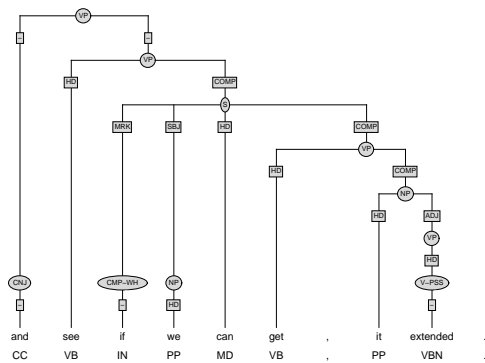 VP
– –
VP
HD COMP
S
MRK SBJ HD COMP
VP
HD COMP
NP
HD ADJ
VP
HD
CNJ CMP–WH NP V–PSS
– – HD –
and see if we can get , it extended .
CC VB IN PP MD VB , PP VBN .